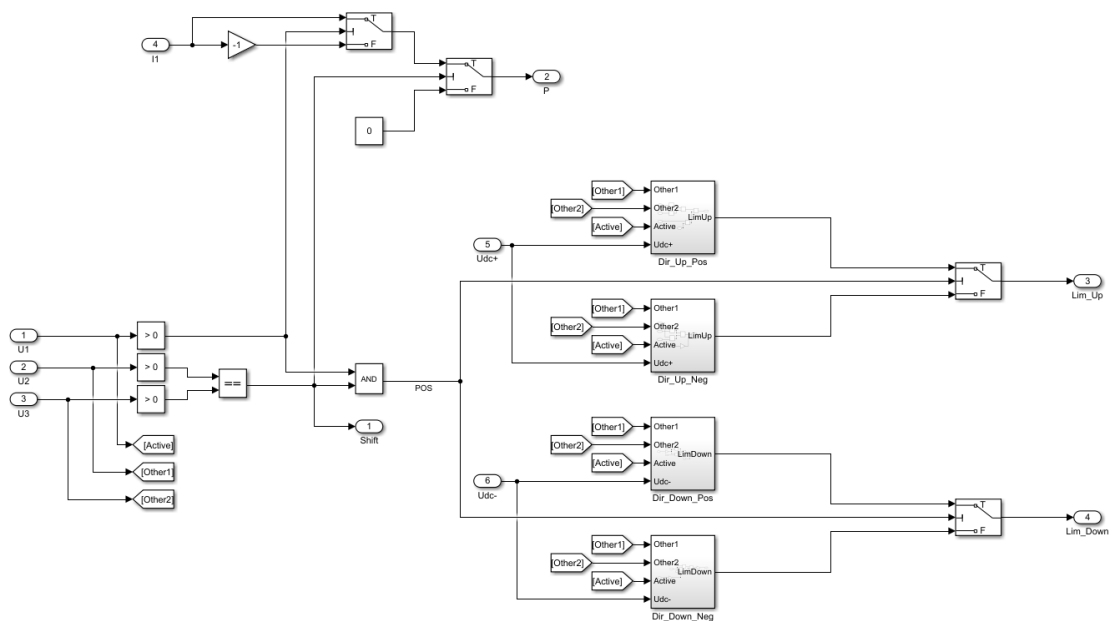 T
F
4
I1
-1
T
F
2
P
0
[Other1]
[Other2]
[Active]
Other1
Other2
Active
Udc+
LimUp
Dir_Up_Pos
5
Udc+
T
F
3
Lim_Up
[Other1]
[Other2]
[Active]
Other1
Other2
Active
Udc+
LimUp
Dir_Up_Neg
1
U1
> 0
2
U2
> 0
3
U3
> 0
==
AND
POS
1
Shift
[Active]
[Other1]
[Other2]
[Other1]
[Other2]
[Active]
Other1
Other2
Active
Udc-
LimDown
Dir_Down_Pos
6
Udc-
T
F
4
Lim_Down
[Other1]
[Other2]
[Active]
Other1
Other2
Active
Udc-
LimDown
Dir_Down_Neg